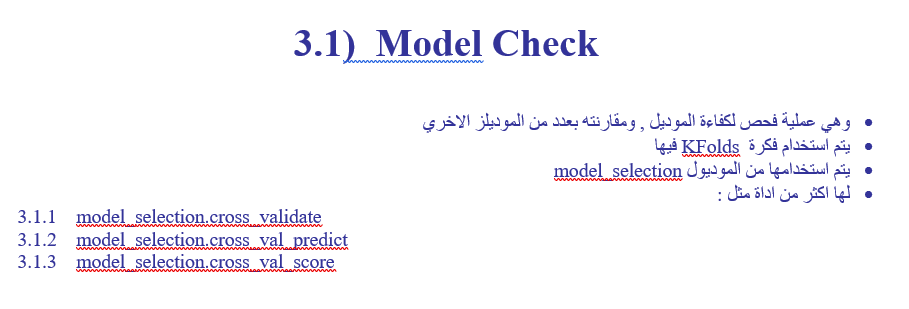 3.1) Model Check
• وهي عملية فحص لكفاءة الموديل , ومقارنته بعدد من الموديلز الاخري
• يتم استخدام فكرة KFolds فيها
• يتم استخدامها من الموديول model_selection
• لها اكثر من اداة مثل :
3.1.1 model_selection.cross_validate
3.1.2 model_selection.cross_val_predict
3.1.3 model_selection.cross_val_score